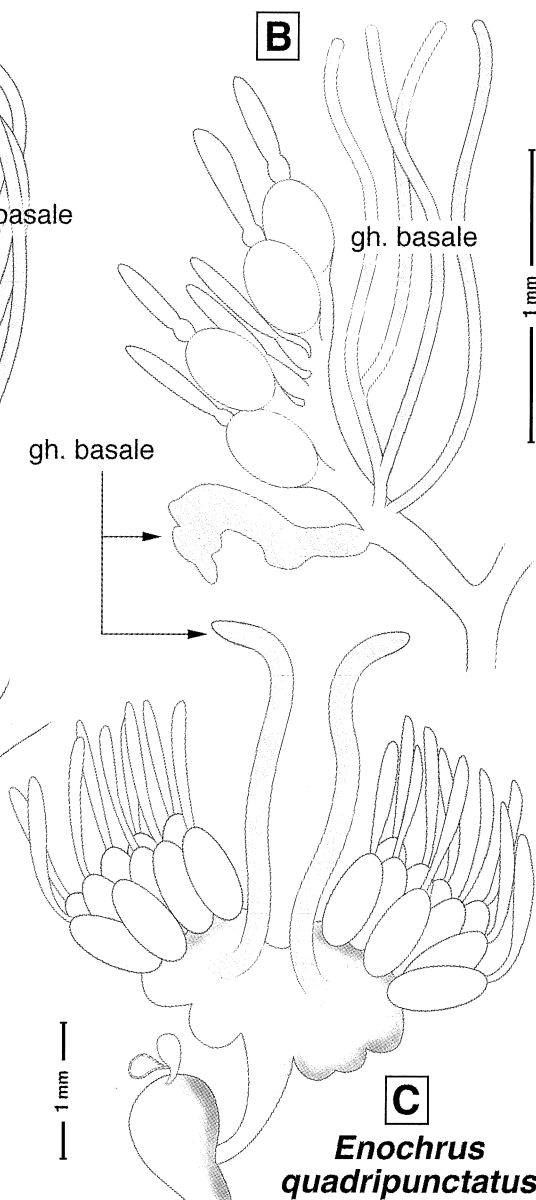 B
basale
gh. basale
1 mm
gh. basale
1 mm
C
Enochrus
quadripunctatus